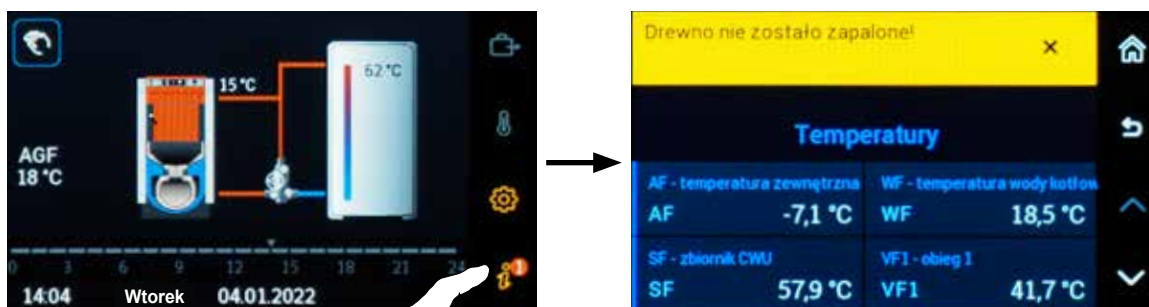 15 °C
62 °C
AGF
18 °C
0 3 6 9 12 15 18 21 24
1
14:04 Wtorek 04.01.2022
Drewno nie zostało zapalone!
Temperatury
AF - temperatura zewnętrzna
AF -7,1 °C
WF - temperatura wody kotłow
WF 18,5 °C
SF - zbiornik CWU
SF 57,9 °C
VF1 - obieg 1
VF1 41,7 °C